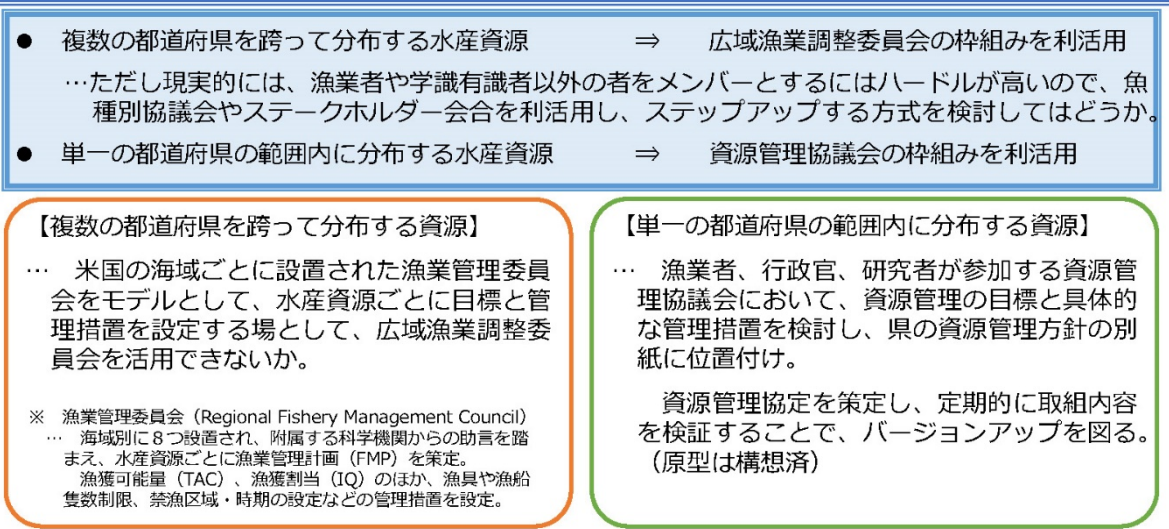 ● 複数の都道府県を跨って分布する水産資源 ⇒ 広域漁業調整委員会の枠組みを利活用
…ただし現実的には、漁業者や学識有識者以外の者をメンバーとするにはハードルが高いので、魚
種別協議会やステークホルダー会合を利活用し、ステップアップする方式を検討してはどうか。
● 単一の都道府県の範囲内に分布する水産資源 ⇒ 資源管理協議会の枠組みを利活用
【複数の都道府県を跨って分布する資源】
… 米国の海域ごとに設置された漁業管理委員
会をモデルとして、水産資源ごとに目標と管
理措置を設定する場として、広域漁業調整委
員会を活用できないか。
※ 漁業管理委員会（Regional Fishery Management Council）
… 海域別に８つ設置され、附属する科学機関からの助言を踏
まえ、水産資源ごとに漁業管理計画（FMP）を策定。
漁獲可能量（TAC）、漁獲割当（IQ）のほか、漁具や漁船
隻数制限、禁漁区域・時期の設定などの管理措置を設定。
【単一の都道府県の範囲内に分布する資源】
… 漁業者、行政官、研究者が参加する資源管
理協議会において、資源管理の目標と具体的
な管理措置を検討し、県の資源管理方針の別
紙に位置付け。
資源管理協定を策定し、定期的に取組内容
を検証することで、バージョンアップを図る。
（原型は構想済）